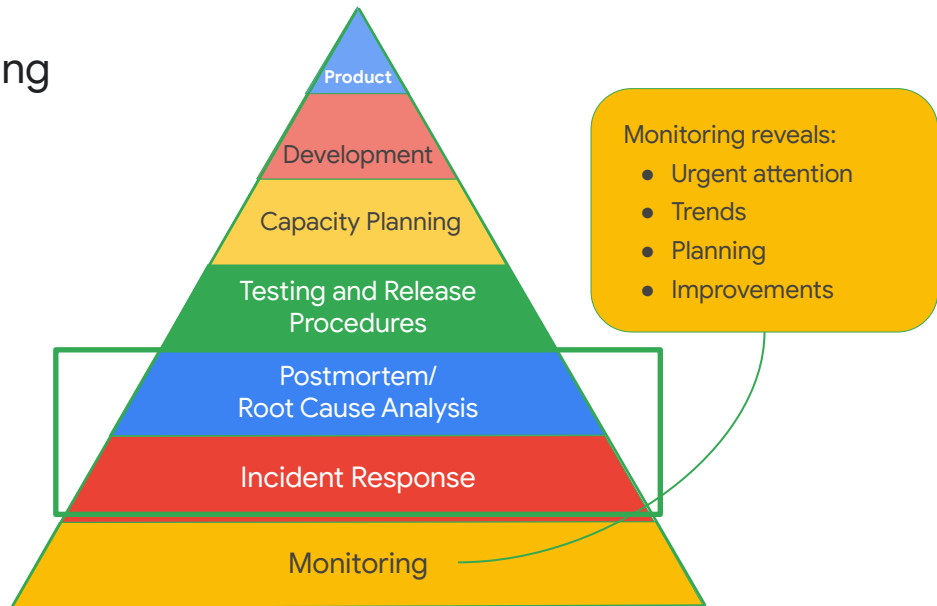 ng
Product
Development
Capacity Planning
Testing and Release
Procedures
Postmortem/
Root Cause Analysis
Incident Response
Monitoring
Monitoring reveals:
● Urgent attention
● Trends
● Planning
● Improvements